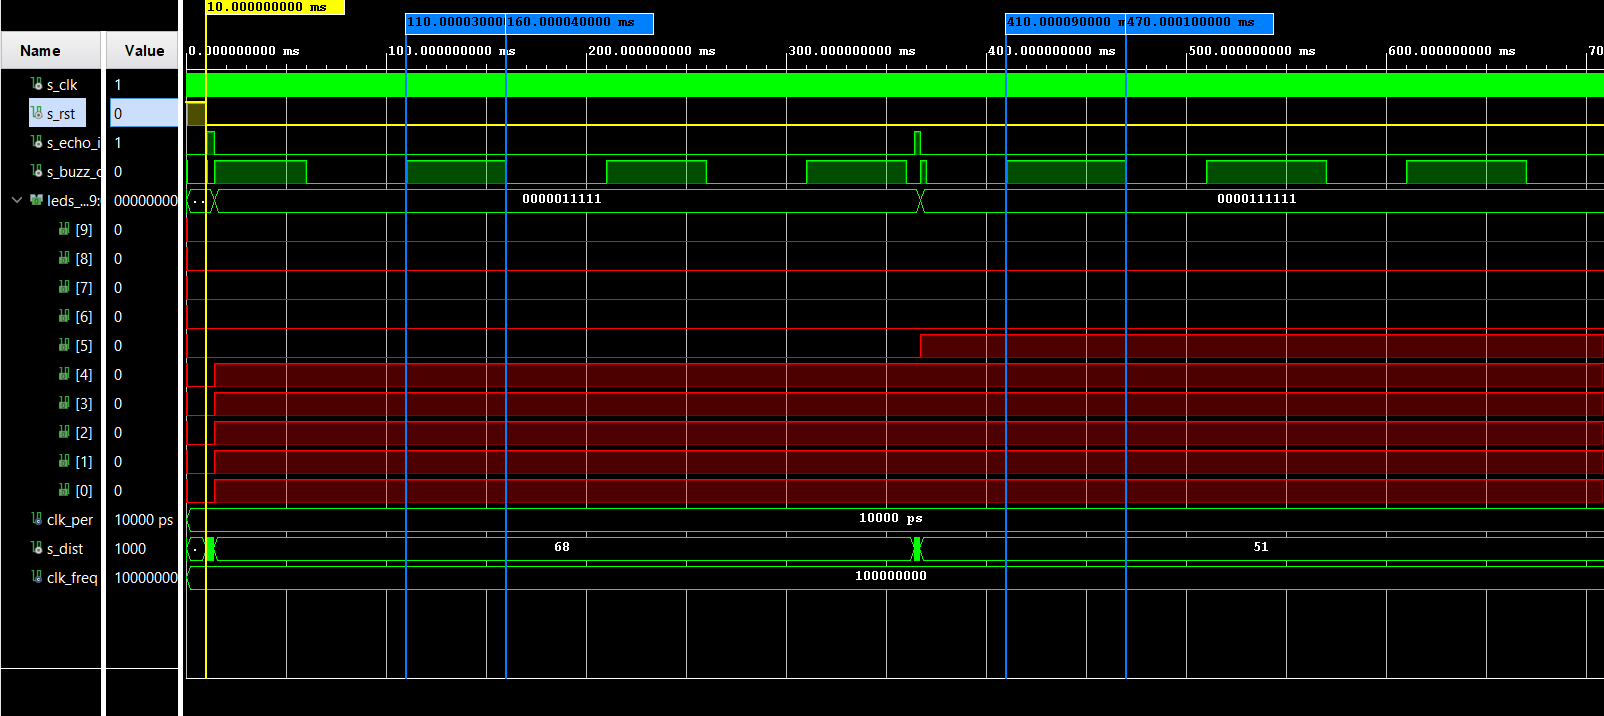 10.000000000 ms
110.00003000 160.000040000 ms 410.000090000 m 470.000100000 ms
Name Value 0.000000000 ms 100.000000000 ms 200.000000000 ms 300.000000000 ms 400.000000000 ms 500.000000000 ms 600.000000000 ms 70
s_clk 1
s_rst 0
s_echo_i 1
s_buzz_o 0
leds_...9: 00000000 .. 0000011111 0000111111
[9] 0
[8] 0
[7] 0
[6] 0
[5] 0
[4] 0
[3] 0
[2] 0
[1] 0
[0] 0
clk_per 10000 ps 10000 ps
s_dist 1000 . 68 51
clk_freq 10000000 100000000